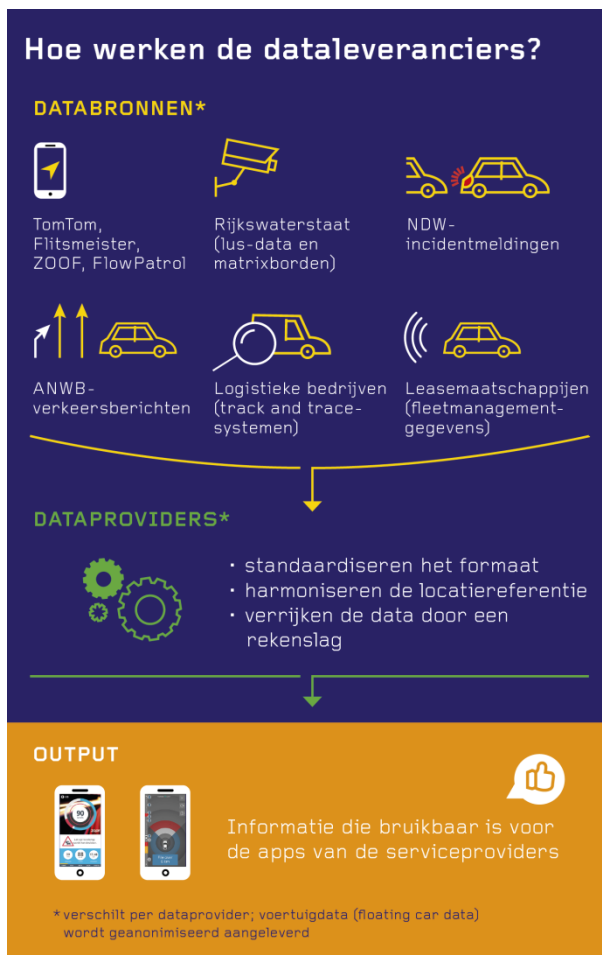 Hoe werken de dataleveranciers?
DATABRONNEN*
TomTom,
Flitsmeister,
ZOOF, FlowPatrol
Rijkswaterstaat
(lus-data en
matrixborden)
NDW-
incidentmeldingen
ANWB-
verkeersberichten
Logistieke bedrijven
(track and trace-
systemen)
Leasemaatschappijen
(fleetmanagement-
gegevens)
DATAPROVIDERS*
· standaardiseren het formaat
· harmoniseren de locatiereferentie
· verrijken de data door een
rekenslag
OUTPUT
90
Informatie die bruikbaar is voor
de apps van de serviceproviders
* verschilt per dataprovider; voertuigdata (floating car data)
wordt geanonimiseerd aangeleverd